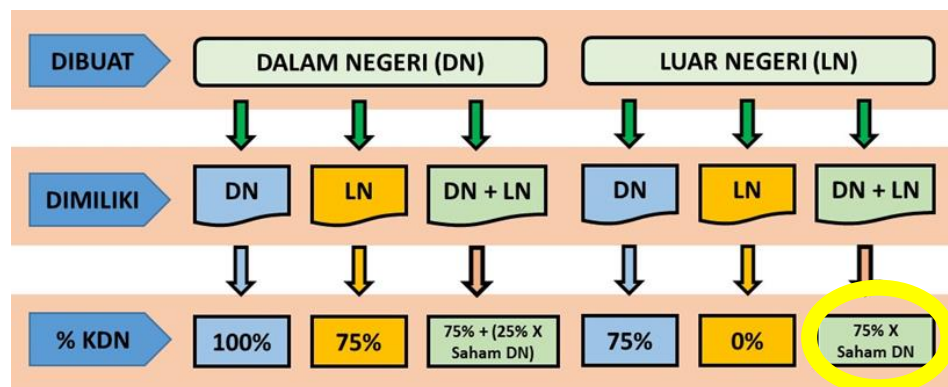 DIBUAT
DALAM NEGERI (DN)
LUAR NEGERI (LN)
DIMILIKI
DN
LN
DN + LN
DN
LN
DN + LN
% KDN
100%
75%
75% + (25% X
Saham DN)
75%
0%
75% X
Saham DN